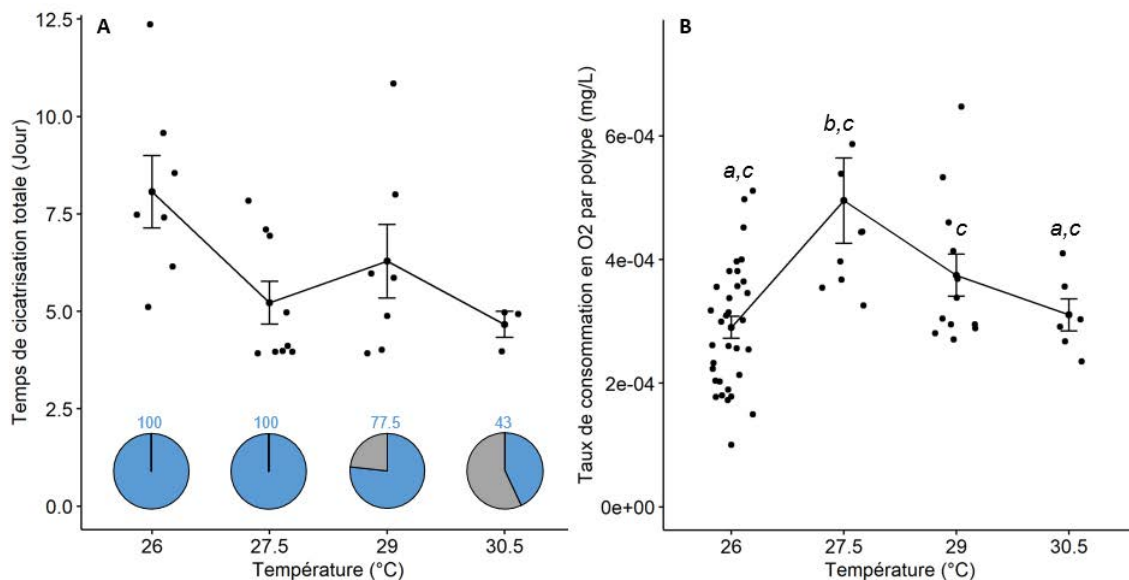 A
Temps de cicatrisation totale (Jour)
12.5
10.0
7.5
5.0
2.5
0.0
100
100
77.5
43
26
27.5
29
30.5
Température (°C)
B
Taux de consommation en O2 par polype (mg/L)
6e-04
4e-04
2e-04
0e+00
a,c
b,c
c
a,c
26
27.5
29
30.5
Température (°C)